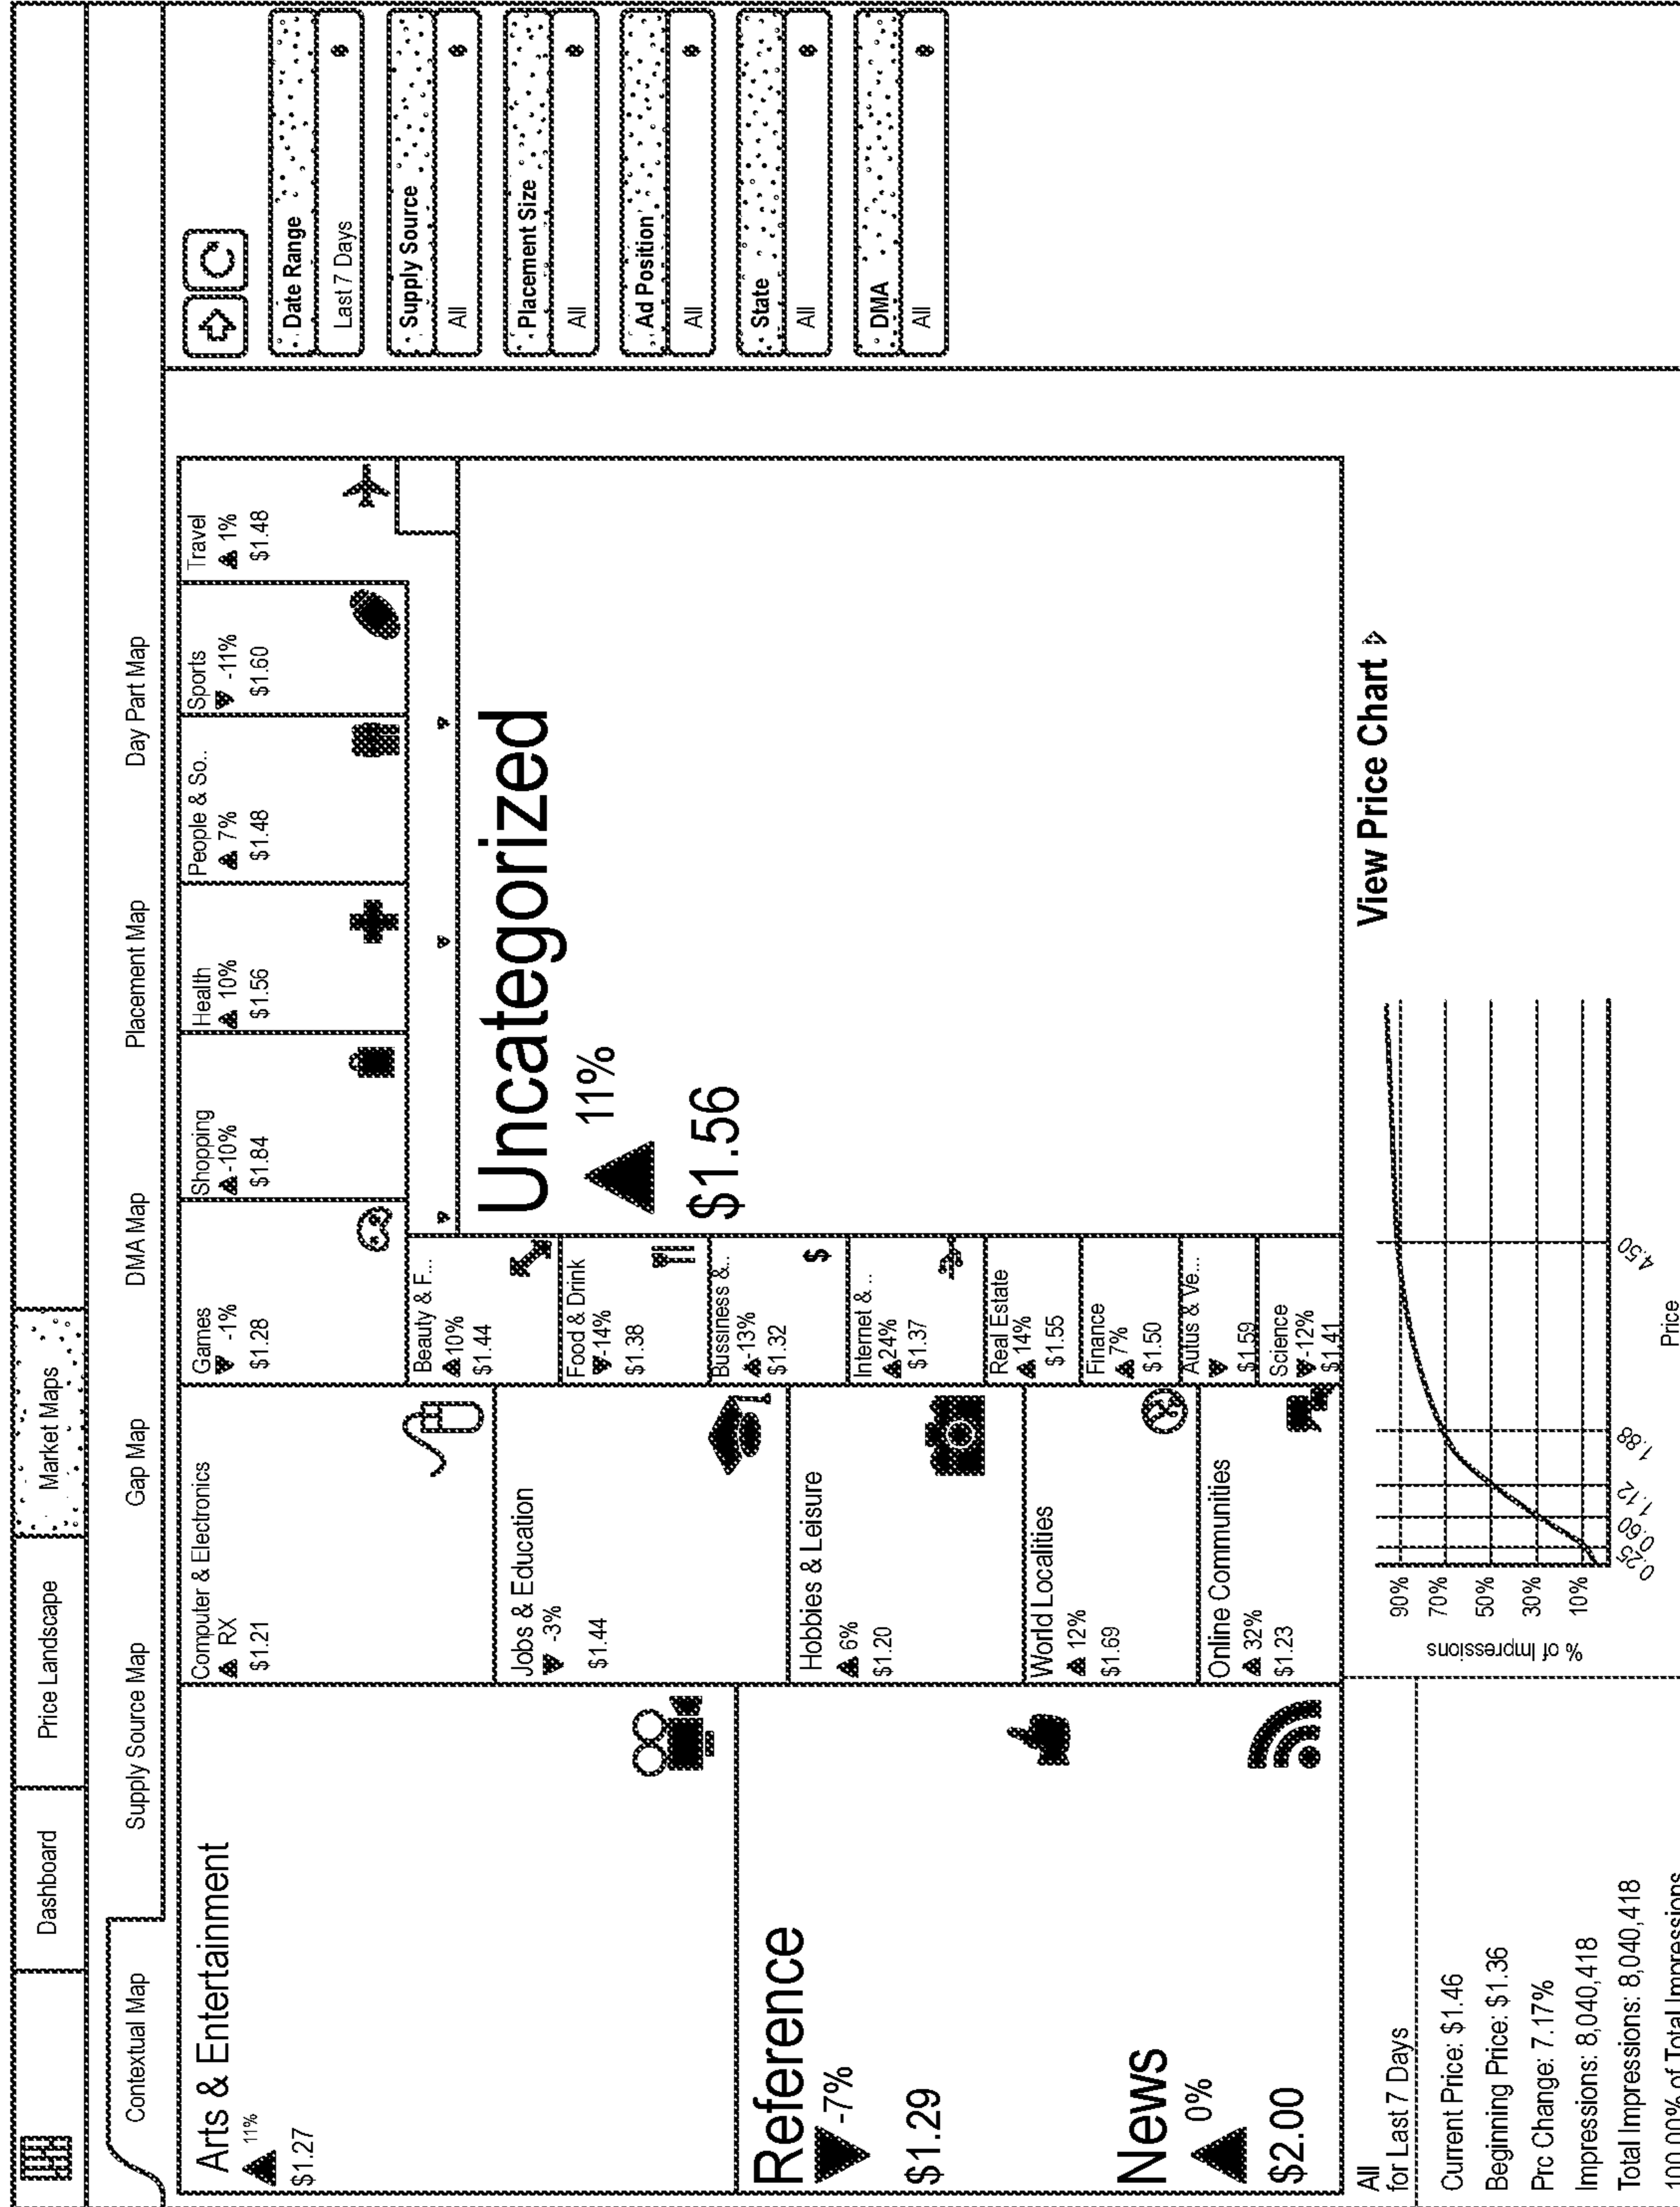 Dashboard
Price Landscape
Market Maps
Contextual Map
Supply Source Map
Gap Map
DMA Map
Placement Map
Day Part Map
Arts & Entertainment
11%
$1.27
Reference
-7%
$1.29
News
0%
$2.00
Computer & Electronics
RX
$1.21
Jobs & Education
-3%
$1.44
Hobbies & Leisure
6%
$1.20
World Localities
12%
$1.69
Online Communities
32%
$1.23
Games
-1%
$1.28
Shopping
-10%
$1.84
Health
10%
$1.56
People & So..
7%
$1.48
Sports
-11%
$1.60
Travel
1%
$1.48
Beauty & F...
10%
$1.44
Food & Drink
-14%
$1.38
Bussiness &..
-13%
$1.32
$
Internet & ..
24%
$1.37
Real Estate
14%
$1.55
Finance
7%
$1.50
Autus & Ve...
$1.59
Science
-12%
$1.41
Uncategorized
11%
$1.56
Date Range
Last 7 Days
Supply Source
All
Placement Size
All
Ad Position
All
State
All
DMA
All
All
for Last 7 Days
Current Price: $1.46
Beginning Price: $1.36
Prc Change: 7.17%
Impressions: 8,040,418
Total Impressions: 8,040,418
100.00% of Total Impressions
% of Impressions
90%
70%
50%
30%
10%
0.25
0.60
1.12
1.88
4.50
Price
View Price Chart